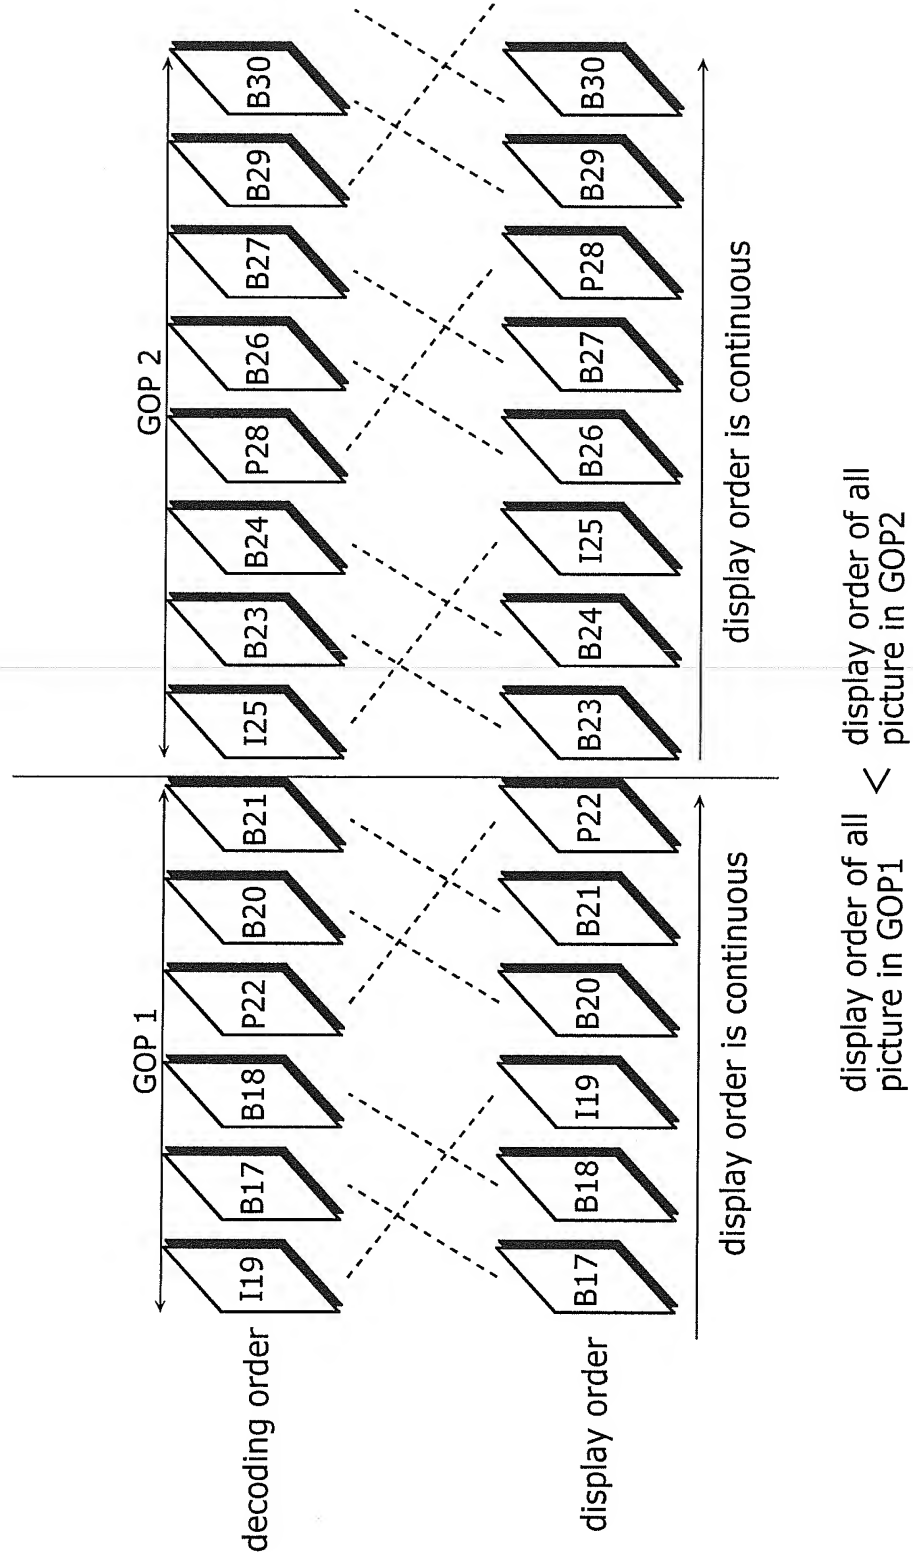 GOP 1
GOP 2
decoding order
I19 B17 B18 P22 B20 B21 I25 B23 B24 P28 B26 B27 B29 B30
display order
B17 B18 I19 B20 B21 P22 B23 B24 I25 B26 B27 P28 B29 B30
display order is continuous
display order is continuous
display order of all
picture in GOP1
<
display order of all
picture in GOP2